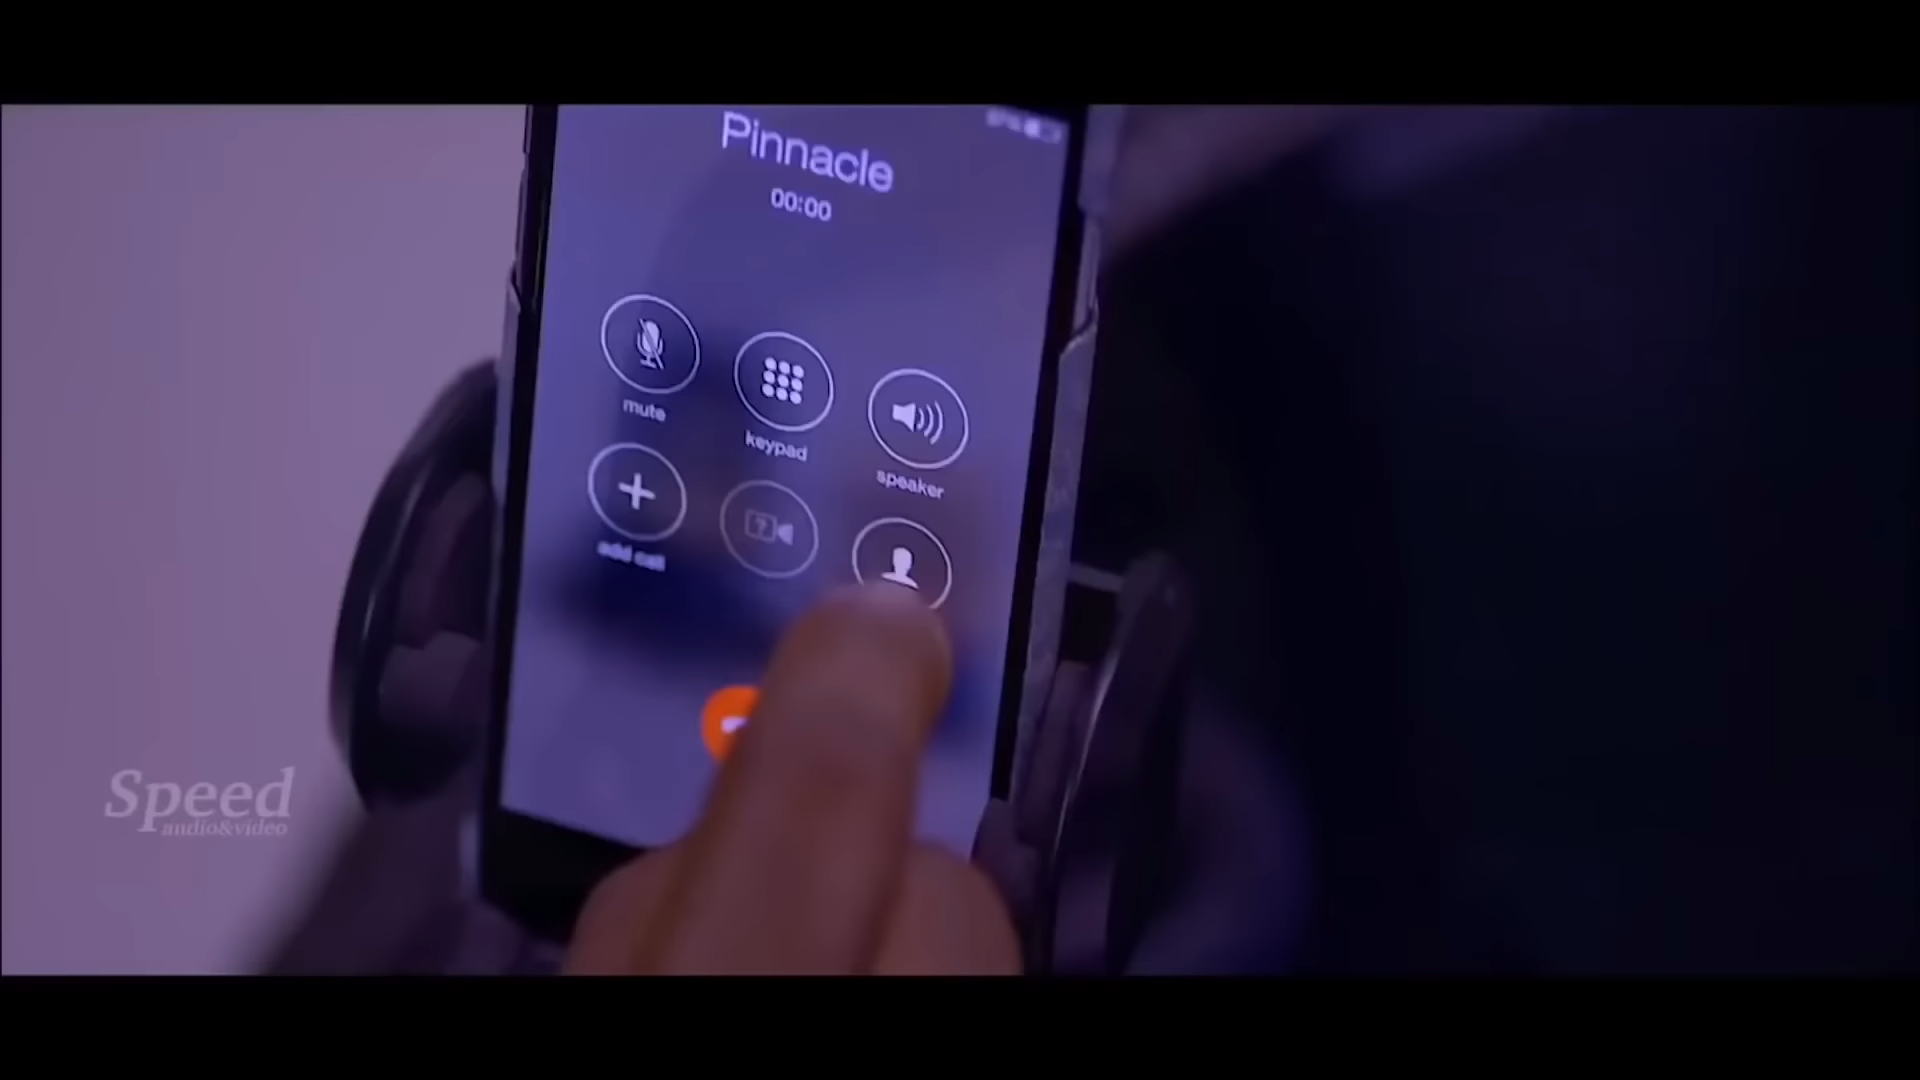 Pinnacle
00:00
mute
keypad
speaker
add call
Speed
audio&video